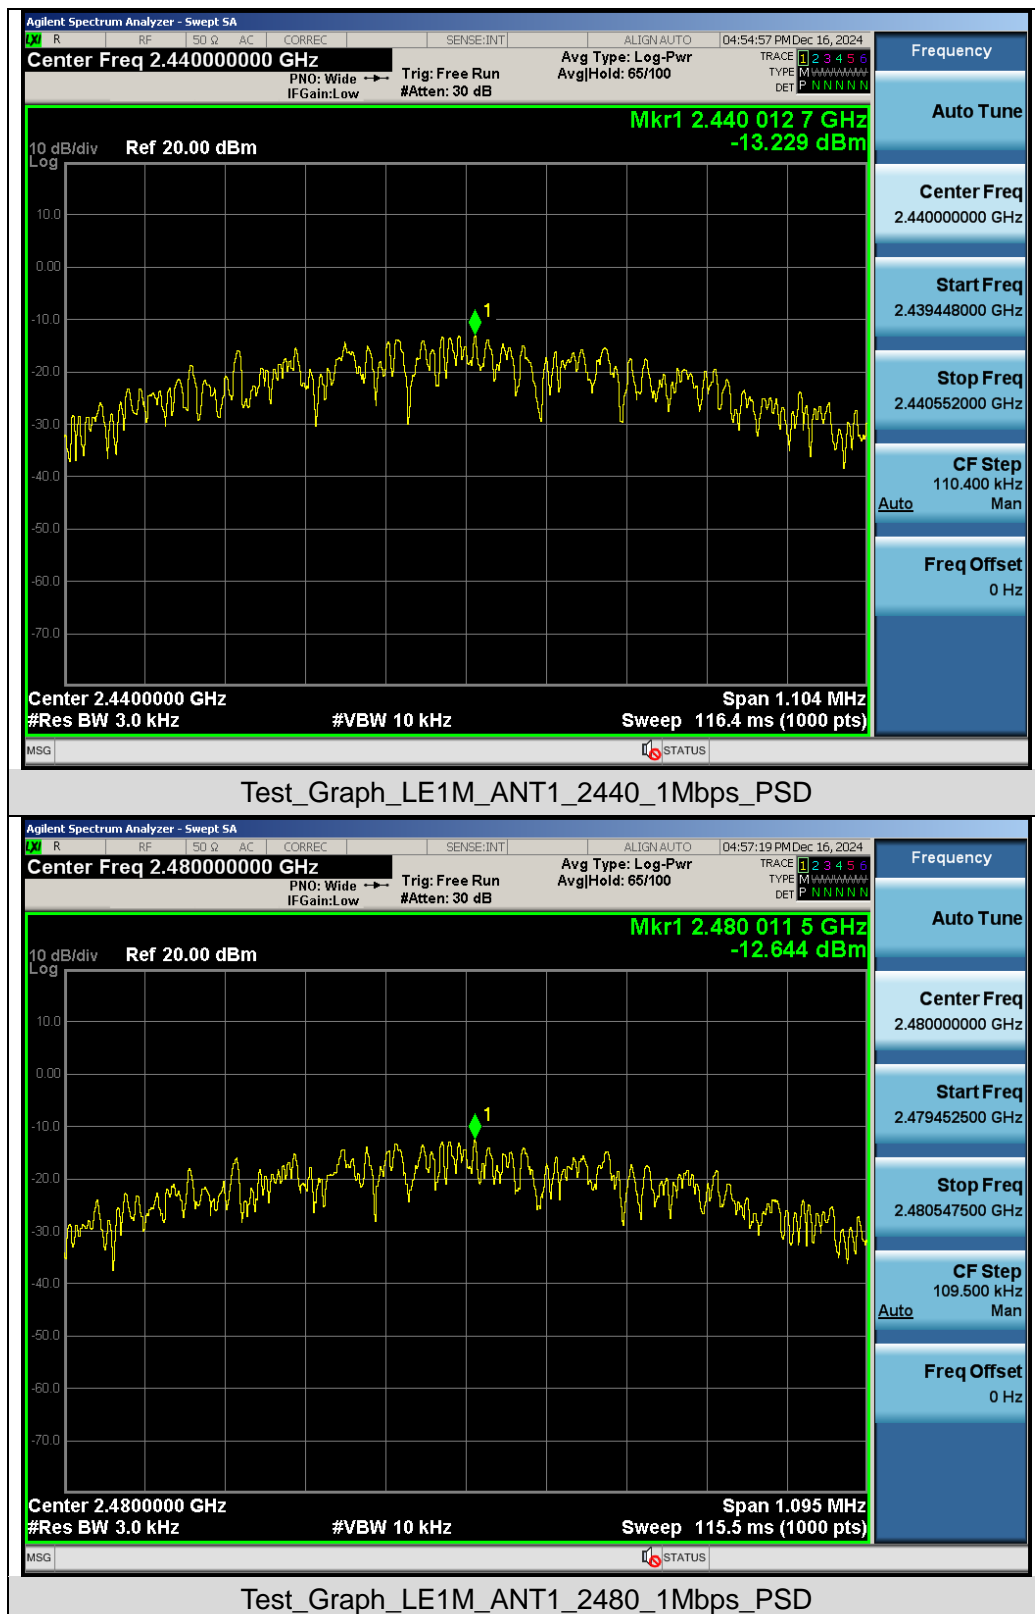 Agilent Spectrum Analyzer - Swept SA
LXI R RF 50 Ω AC CORREC SENSE:INT ALIGN AUTO 04:54:57 PM Dec 16, 2024
Center Freq 2.440000000 GHz
PNO: Wide
IFGain:Low
Trig: Free Run
#Atten: 30 dB
Avg Type: Log-Pwr
Avg|Hold: 65/100
TRACE 1 2 3 4 5 6
TYPE M WWWWW
DET P N N N N N
Mkr1 2.440 012 7 GHz
-13.229 dBm
10 dB/div Ref 20.00 dBm
Log
10.0
0.00
-10.0
-20.0
-30.0
-40.0
-50.0
-60.0
-70.0
1
Center 2.4400000 GHz Span 1.104 MHz
#Res BW 3.0 kHz #VBW 10 kHz Sweep 116.4 ms (1000 pts)
MSG STATUS
Frequency
Auto Tune
Center Freq
2.440000000 GHz
Start Freq
2.439448000 GHz
Stop Freq
2.440552000 GHz
CF Step
110.400 kHz
Auto Man
Freq Offset
0 Hz
Test_Graph_LE1M_ANT1_2440_1Mbps_PSD
Agilent Spectrum Analyzer - Swept SA
LXI R RF 50 Ω AC CORREC SENSE:INT ALIGN AUTO 04:57:19 PM Dec 16, 2024
Center Freq 2.480000000 GHz
PNO: Wide
IFGain:Low
Trig: Free Run
#Atten: 30 dB
Avg Type: Log-Pwr
Avg|Hold: 65/100
TRACE 1 2 3 4 5 6
TYPE M WWWWW
DET P N N N N N
Mkr1 2.480 011 5 GHz
-12.644 dBm
10 dB/div Ref 20.00 dBm
Log
10.0
0.00
-10.0
-20.0
-30.0
-40.0
-50.0
-60.0
-70.0
1
Center 2.4800000 GHz Span 1.095 MHz
#Res BW 3.0 kHz #VBW 10 kHz Sweep 115.5 ms (1000 pts)
MSG STATUS
Frequency
Auto Tune
Center Freq
2.480000000 GHz
Start Freq
2.479452500 GHz
Stop Freq
2.480547500 GHz
CF Step
109.500 kHz
Auto Man
Freq Offset
0 Hz
Test_Graph_LE1M_ANT1_2480_1Mbps_PSD